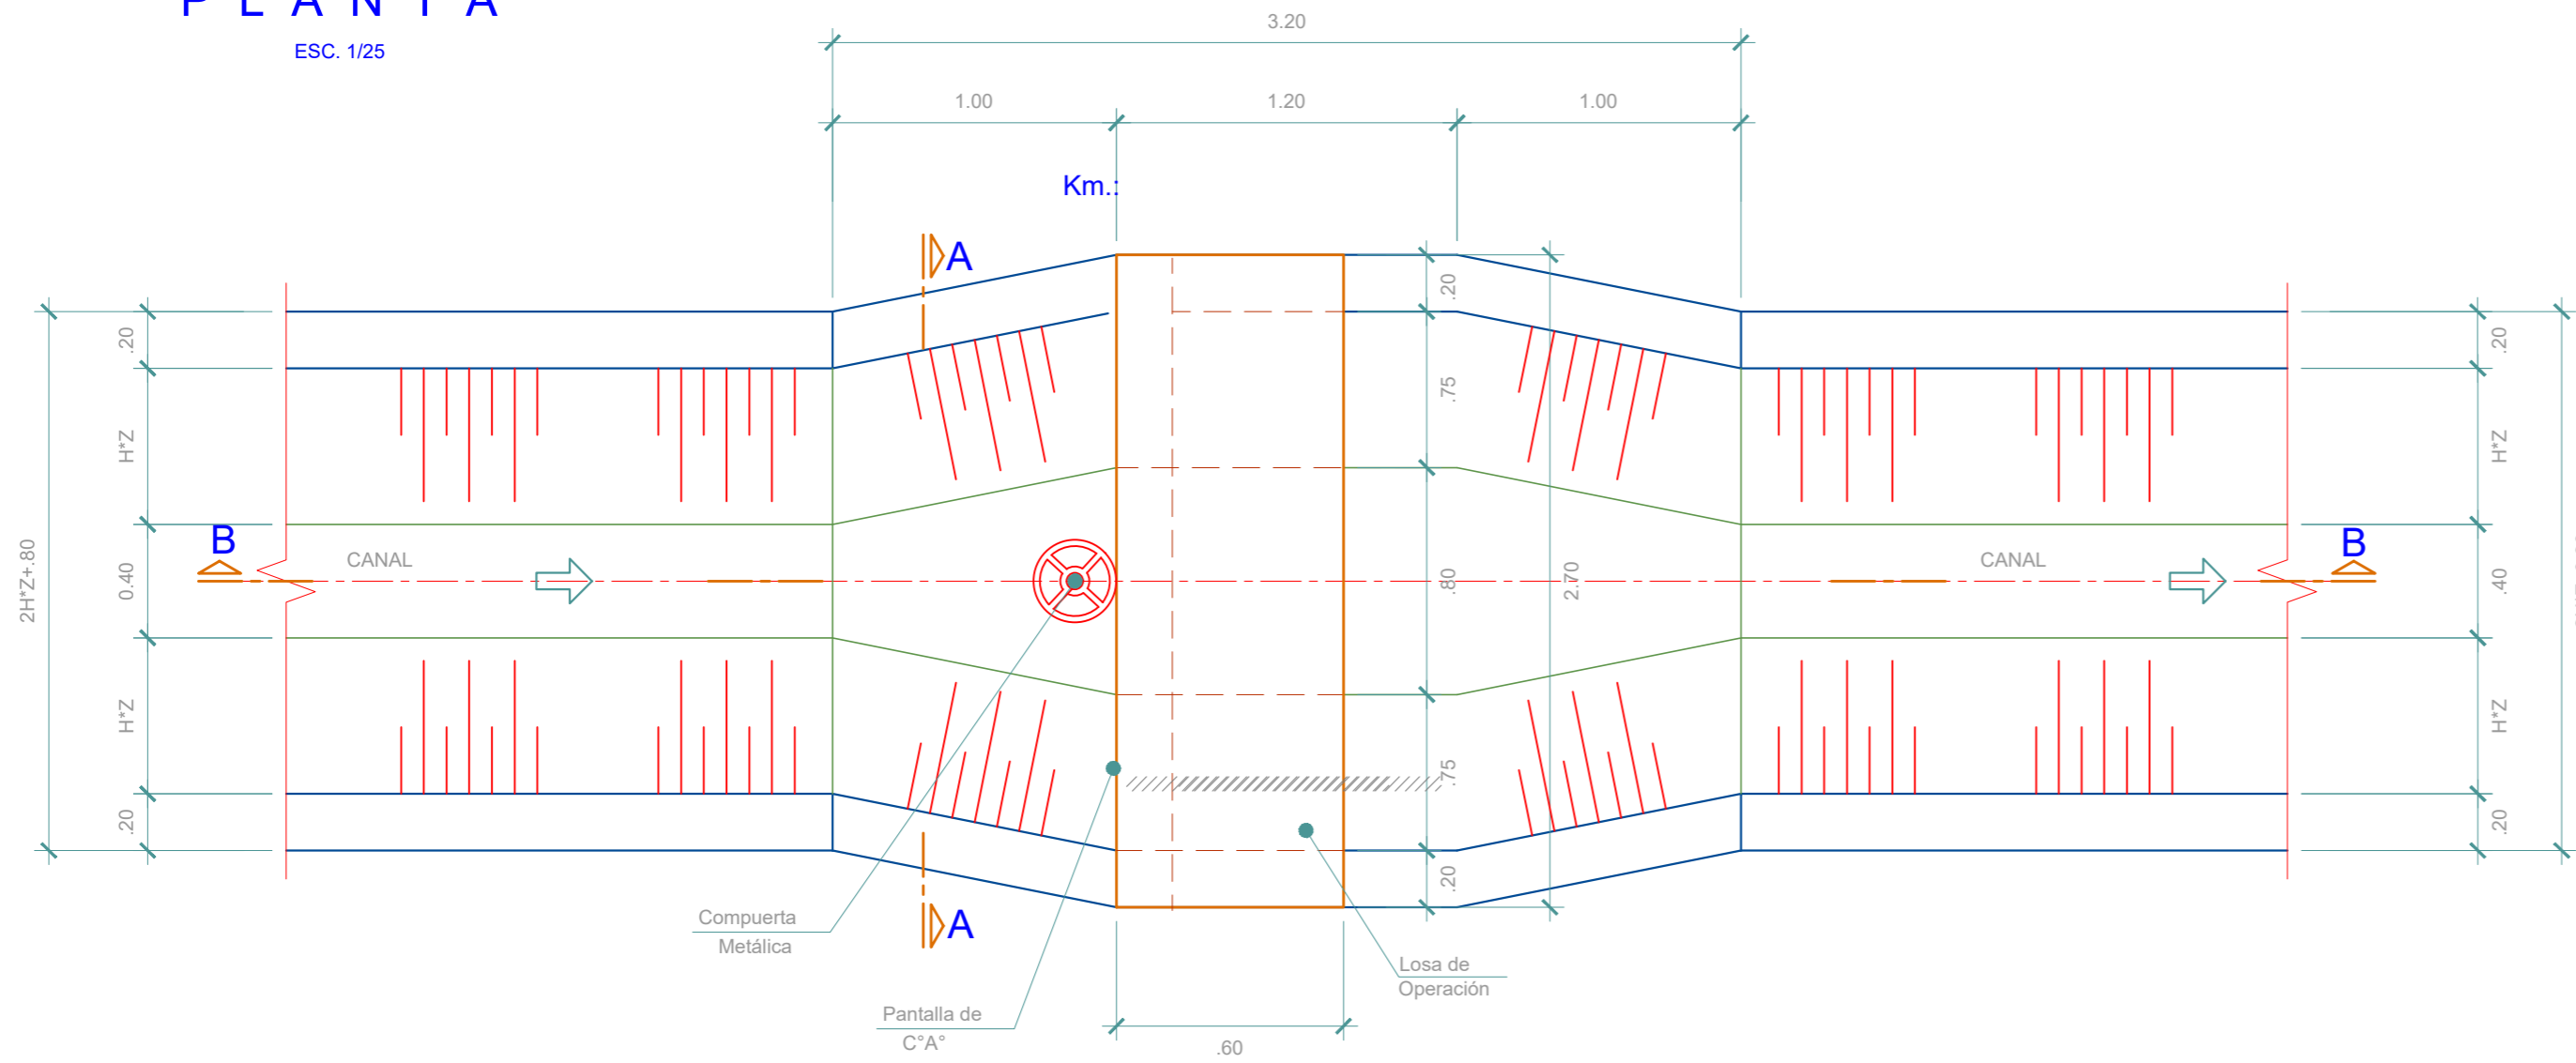 P L A N T A
ESC. 1/25
3.20
1.00
1.20
1.00
Km.:
A
.20
.75
.80
2.70
.75
.20
.20
H*Z
0.40
H*Z
.20
2H*Z+.80
B
CANAL
CANAL
B
.20
H*Z
.40
H*Z
.20
Compuerta
Metálica
A
Pantalla de
C°A°
Losa de
Operación
.60